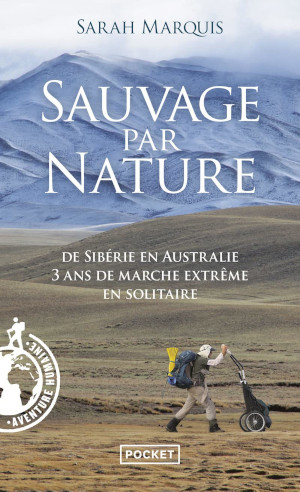 SARAH MARQUIS
SAUVAGE
PAR
NATURE
DE SIBÉRIE EN AUSTRALIE
3 ANS DE MARCHE EXTRÊME
EN SOLITAIRE
• AVENTURE HUMAINE •
POCKET